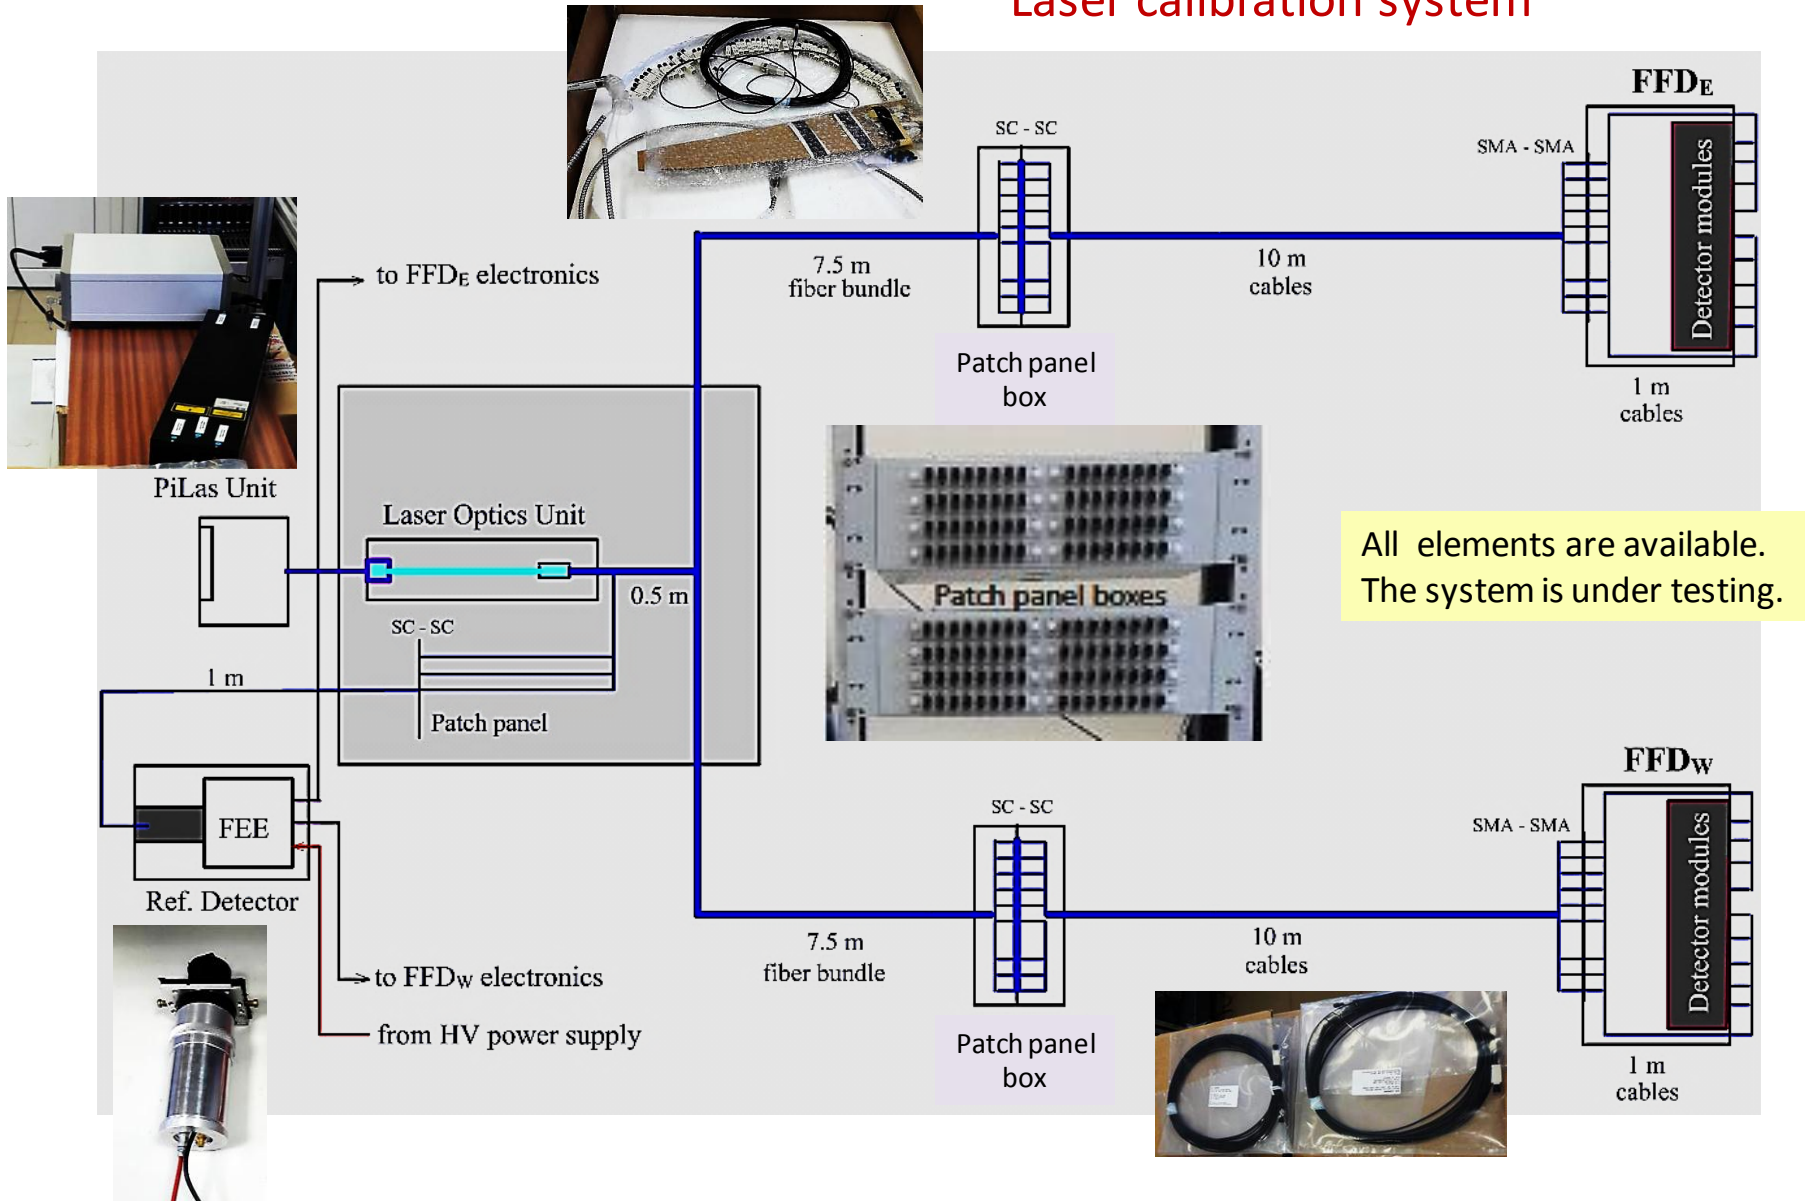 Laser calibration system
FFDE
SC - SC
SMA - SMA
Detector modules
to FFDE electronics
7.5 m
fiber bundle
10 m
cables
Patch panel
box
1 m
cables
PiLas Unit
Laser Optics Unit
0.5 m
SC - SC
Patch panel boxes
All elements are available.
The system is under testing.
1 m
Patch panel
FEE
Ref. Detector
FFDW
SC - SC
SMA - SMA
Detector modules
7.5 m
fiber bundle
10 m
cables
to FFDW electronics
from HV power supply
Patch panel
box
1 m
cables